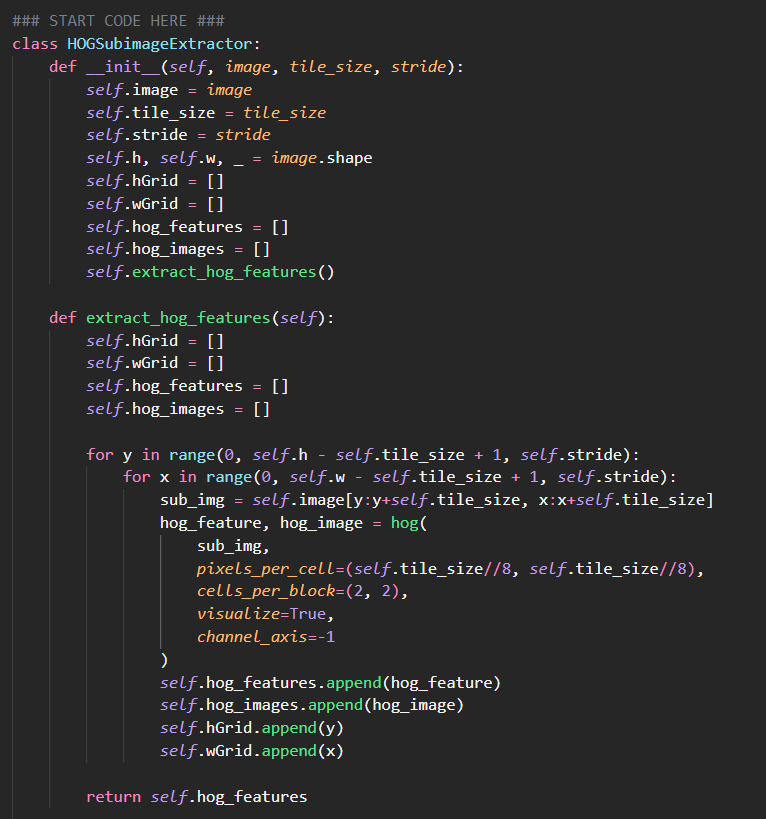 ### START CODE HERE ###
class HOGSubimageExtractor:
    def __init__(self, image, tile_size, stride):
        self.image = image
        self.tile_size = tile_size
        self.stride = stride
        self.h, self.w, _ = image.shape
        self.hGrid = []
        self.wGrid = []
        self.hog_features = []
        self.hog_images = []
        self.extract_hog_features()

    def extract_hog_features(self):
        self.hGrid = []
        self.wGrid = []
        self.hog_features = []
        self.hog_images = []

        for y in range(0, self.h - self.tile_size + 1, self.stride):
            for x in range(0, self.w - self.tile_size + 1, self.stride):
                sub_img = self.image[y:y+self.tile_size, x:x+self.tile_size]
                hog_feature, hog_image = hog(
                    sub_img,
                    pixels_per_cell=(self.tile_size//8, self.tile_size//8),
                    cells_per_block=(2, 2),
                    visualize=True,
                    channel_axis=-1
                )
                self.hog_features.append(hog_feature)
                self.hog_images.append(hog_image)
                self.hGrid.append(y)
                self.wGrid.append(x)

        return self.hog_features